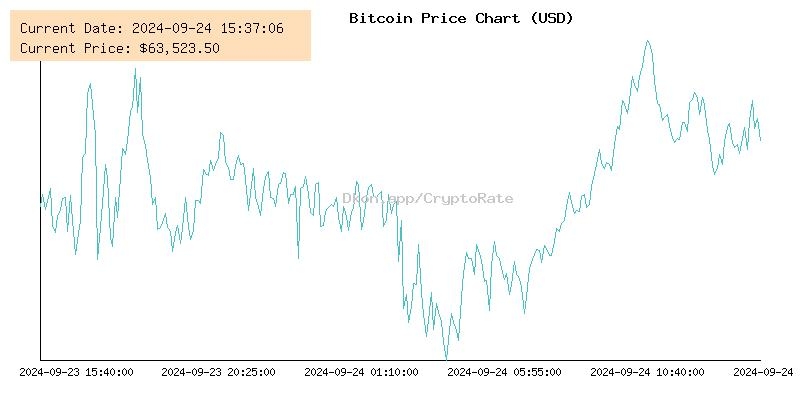 Bitcoin Price Chart (USD)
Current Date: 2024-09-24 15:37:06
Current Price: $63,523.50
Dkon.app/CryptoRate
2024-09-23 15:40:00 2024-09-23 20:25:00 2024-09-24 01:10:00 2024-09-24 05:55:00 2024-09-24 10:40:00 2024-09-24